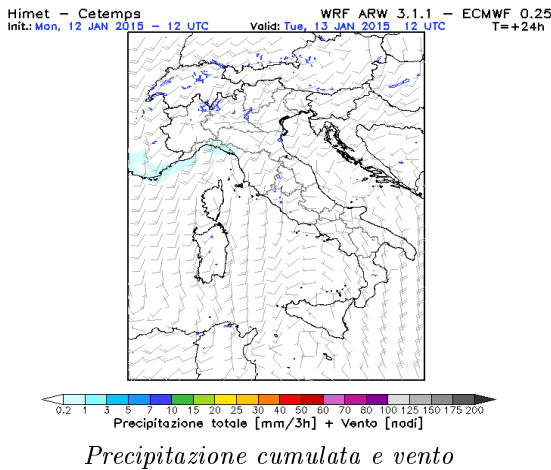 Himet – Cetemps WRF ARW 3.1.1 – ECMWF 0.25
Init.: Mon, 12 JAN 2015 – 12 UTC Valid: Tue, 13 JAN 2015 12 UTC T=+24h
0.2 1 3 5 7 10 15 20 25 30 40 50 60 70 80 100 125 150 175 200
Precipitazione totale [mm/3h] + Vento [nodi]
Precipitazione cumulata e vento